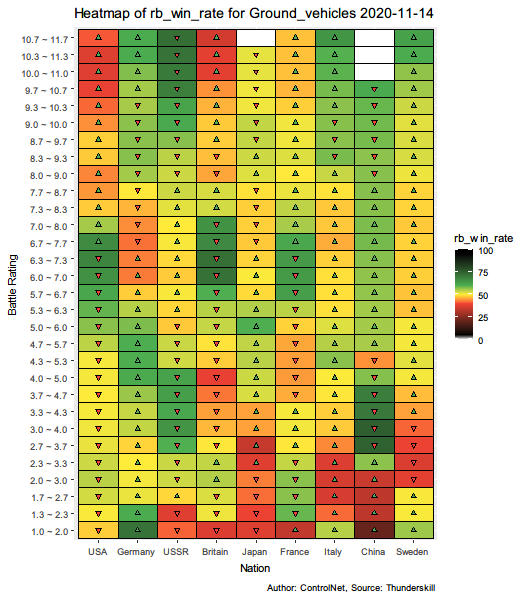 Heatmap of rb_win_rate for Ground_vehicles 2020-11-14
Battle Rating
10.7 ~ 11.7
10.3 ~ 11.3
10.0 ~ 11.0
9.7 ~ 10.7
9.3 ~ 10.3
9.0 ~ 10.0
8.7 ~ 9.7
8.3 ~ 9.3
8.0 ~ 9.0
7.7 ~ 8.7
7.3 ~ 8.3
7.0 ~ 8.0
6.7 ~ 7.7
6.3 ~ 7.3
6.0 ~ 7.0
5.7 ~ 6.7
5.3 ~ 6.3
5.0 ~ 6.0
4.7 ~ 5.7
4.3 ~ 5.3
4.0 ~ 5.0
3.7 ~ 4.7
3.3 ~ 4.3
3.0 ~ 4.0
2.7 ~ 3.7
2.3 ~ 3.3
2.0 ~ 3.0
1.7 ~ 2.7
1.3 ~ 2.3
1.0 ~ 2.0
USA Germany USSR Britain Japan France Italy China Sweden
Nation
rb_win_rate
100
75
50
25
0
Author: ControlNet, Source: Thunderskill